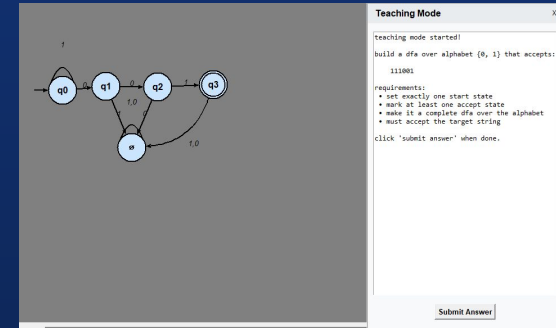 Teaching Mode
x
teaching mode started!
build a dfa over alphabet {0, 1} that accepts:
111001
requirements:
• set exactly one start state
• mark at least one accept state
• make it a complete dfa over the alphabet
• must accept the target string
click 'submit answer' when done.
Submit Answer
1
q0
0
q1
0
q2
1
q3
1,0
1
0
ø
1,0